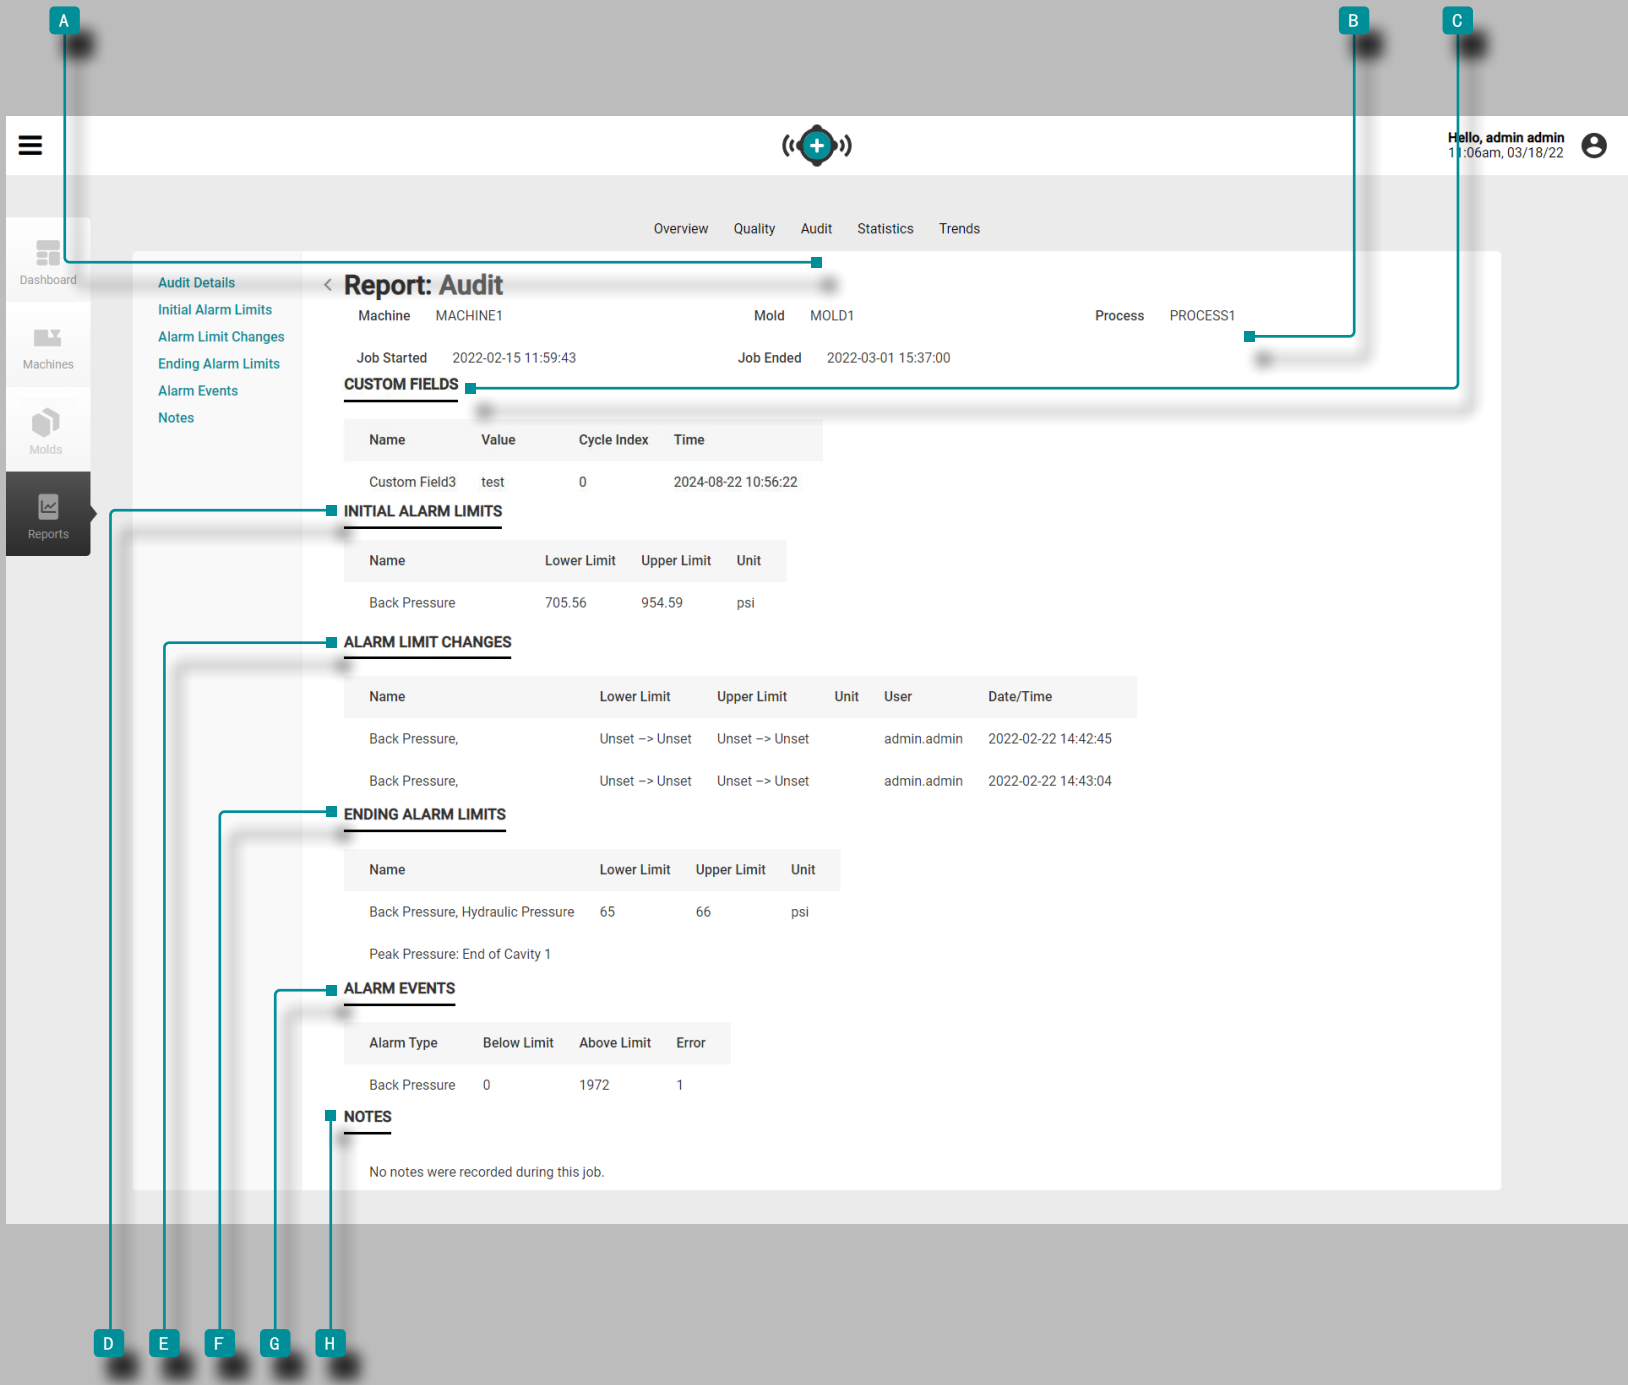 A B C
Hello, admin admin
11:06am, 03/18/22
Overview Quality Audit Statistics Trends
Dashboard
Machines
Molds
Reports
Audit Details
Initial Alarm Limits
Alarm Limit Changes
Ending Alarm Limits
Alarm Events
Notes
Report: Audit
Machine MACHINE1 Mold MOLD1 Process PROCESS1
Job Started 2022-02-15 11:59:43 Job Ended 2022-03-01 15:37:00
CUSTOM FIELDS
Name Value Cycle Index Time
Custom Field3 test 0 2024-08-22 10:56:22
INITIAL ALARM LIMITS
Name Lower Limit Upper Limit Unit
Back Pressure 705.56 954.59 psi
ALARM LIMIT CHANGES
Name Lower Limit Upper Limit Unit User Date/Time
Back Pressure, Unset –> Unset Unset –> Unset admin.admin 2022-02-22 14:42:45
Back Pressure, Unset –> Unset Unset –> Unset admin.admin 2022-02-22 14:43:04
ENDING ALARM LIMITS
Name Lower Limit Upper Limit Unit
Back Pressure, Hydraulic Pressure 65 66 psi
Peak Pressure: End of Cavity 1
ALARM EVENTS
Alarm Type Below Limit Above Limit Error
Back Pressure 0 1972 1
NOTES
No notes were recorded during this job.
D E F G H